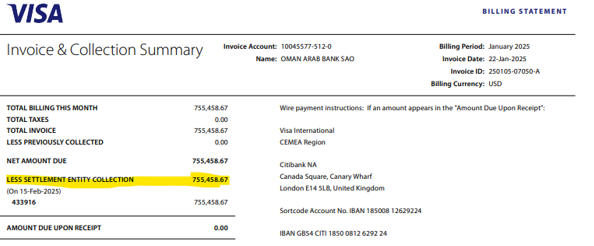 VISA
BILLING STATEMENT
Invoice & Collection Summary
Invoice Account: 10045577-512-0
Name: OMAN ARAB BANK SAO
Billing Period: January 2025
Invoice Date: 22-Jan-2025
Invoice ID: 250105-07050-A
Billing Currency: USD
TOTAL BILLING THIS MONTH 755,458.67
TOTAL TAXES 0.00
TOTAL INVOICE 755,458.67
LESS PREVIOUSLY COLLECTED 0.00
NET AMOUNT DUE 755,458.67
LESS SETTLEMENT ENTITY COLLECTION 755,458.67
(On 15-Feb-2025)
433916 755,458.67
AMOUNT DUE UPON RECEIPT 0.00
Wire payment instructions: If an amount appears in the "Amount Due Upon Receipt":
Visa International
CEMEA Region
Citibank NA
Canada Square, Canary Wharf
London E14 5LB, United Kingdom
Sortcode Account No. IBAN 185008 12629224
IBAN GB54 CITI 1850 0812 6292 24